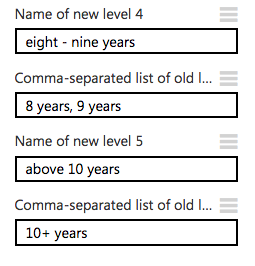 Name of new level 4
eight - nine years
Comma-separated list of old l...
8 years, 9 years
Name of new level 5
above 10 years
Comma-separated list of old l...
10+ years